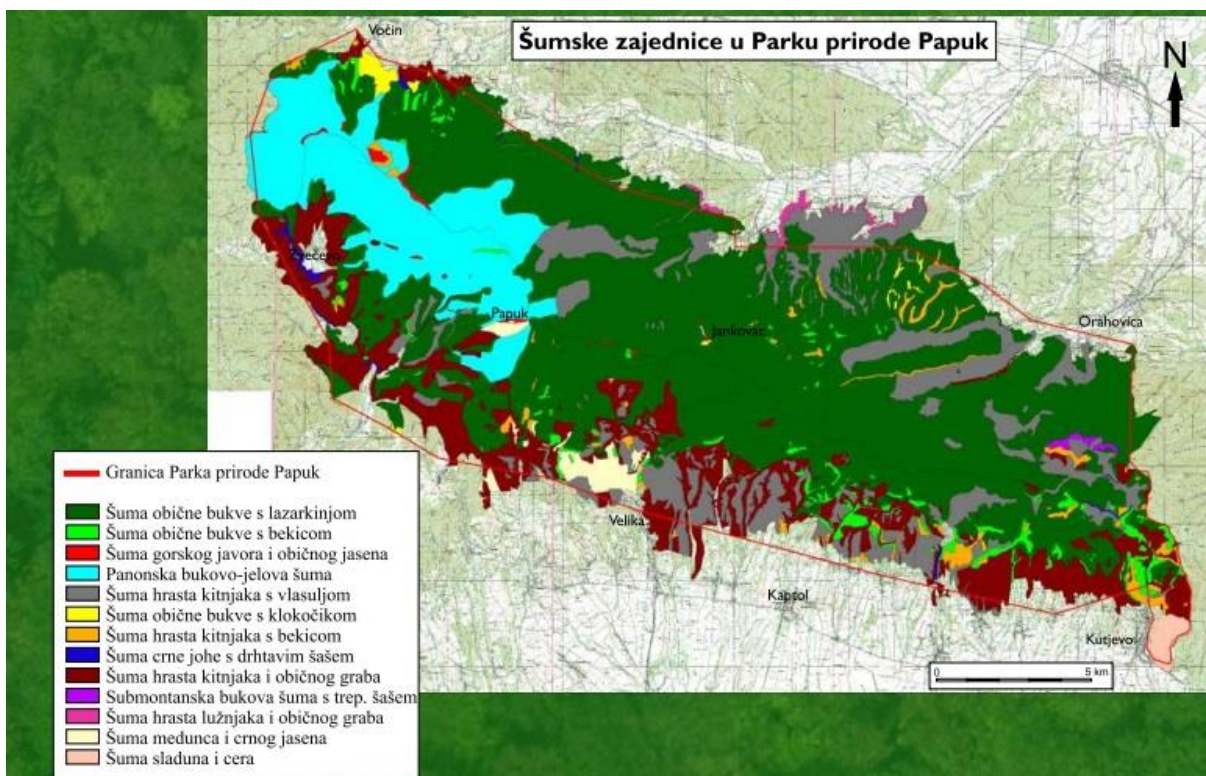 Šumske zajednice u Parku prirode Papuk
N
Voćin
Zvečevo
Papuk
Jankovac
Orahovica
Velika
Kaptol
Kutjevo
0 5 km
Granica Parka prirode Papuk
Šuma obične bukve s lazarkinjom
Šuma obične bukve s bekicom
Šuma gorskog javora i običnog jasena
Panonska bukovo-jelova šuma
Šuma hrasta kitnjaka s vlasuljom
Šuma obične bukve s klokočikom
Šuma hrasta kitnjaka s bekicom
Šuma crne johe s drhtavim šašem
Šuma hrasta kitnjaka i običnog graba
Submontanska bukova šuma s trep. šašem
Šuma hrasta lužnjaka i običnog graba
Šuma medunca i crnog jasena
Šuma sladuna i cera